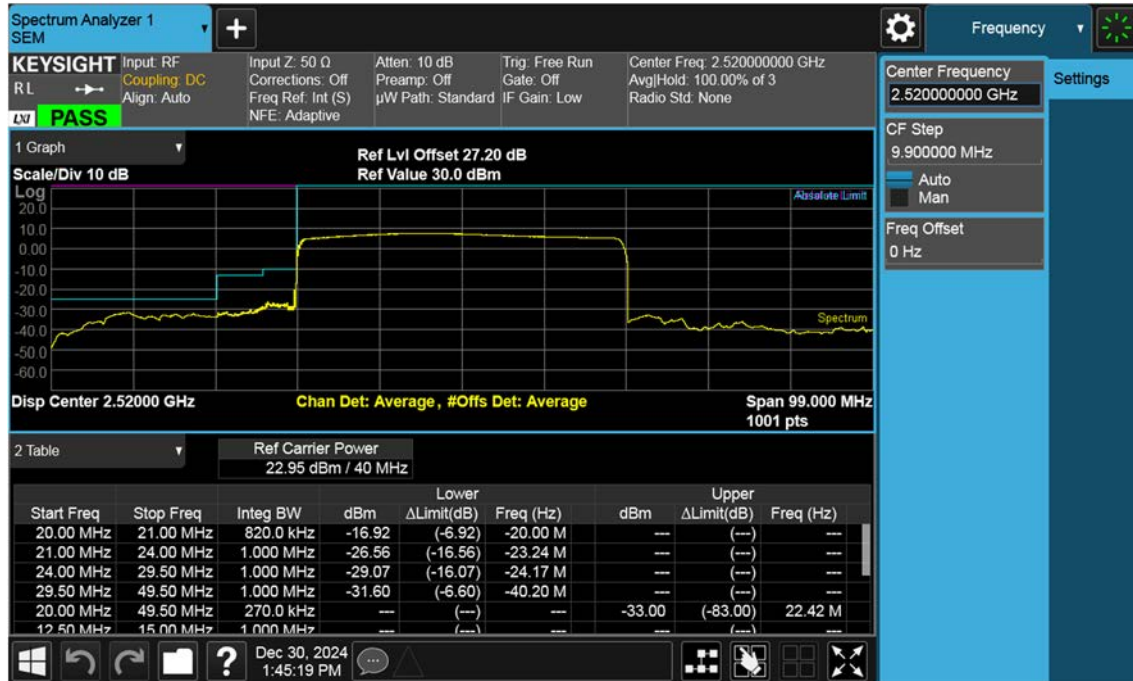 Spectrum Analyzer 1
SEM
Frequency
KEYSIGHT
RL
LXI PASS
Input: RF
Coupling: DC
Align: Auto
Input Z: 50 Ω
Corrections: Off
Freq Ref: Int (S)
NFE: Adaptive
Atten: 10 dB
Preamp: Off
µW Path: Standard
Trig: Free Run
Gate: Off
IF Gain: Low
Center Freq: 2.520000000 GHz
Avg|Hold: 100.00% of 3
Radio Std: None
Center Frequency
2.520000000 GHz
Settings
CF Step
9.900000 MHz
Auto
Man
Freq Offset
0 Hz
1 Graph
Scale/Div 10 dB
Ref Lvl Offset 27.20 dB
Ref Value 30.0 dBm
Log
20.0
10.0
0.00
-10.0
-20.0
-30.0
-40.0
-50.0
-60.0
Spectrum
Disp Center 2.52000 GHz
Chan Det: Average, #Offs Det: Average
Span 99.000 MHz
1001 pts
2 Table
Ref Carrier Power
22.95 dBm / 40 MHz
Lower Upper
Start Freq Stop Freq Integ BW dBm ΔLimit(dB) Freq (Hz) dBm ΔLimit(dB) Freq (Hz)
20.00 MHz 21.00 MHz 820.0 kHz -16.92 (-6.92) -20.00 M --- (---) ---
21.00 MHz 24.00 MHz 1.000 MHz -26.56 (-16.56) -23.24 M --- (---) ---
24.00 MHz 29.50 MHz 1.000 MHz -29.07 (-16.07) -24.17 M --- (---) ---
29.50 MHz 49.50 MHz 1.000 MHz -31.60 (-6.60) -40.20 M --- (---) ---
20.00 MHz 49.50 MHz 270.0 kHz --- (---) --- -33.00 (-83.00) 22.42 M
12.50 MHz 15.00 MHz 1.000 MHz --- (---) --- --- (---) ---
Dec 30, 2024
1:45:19 PM